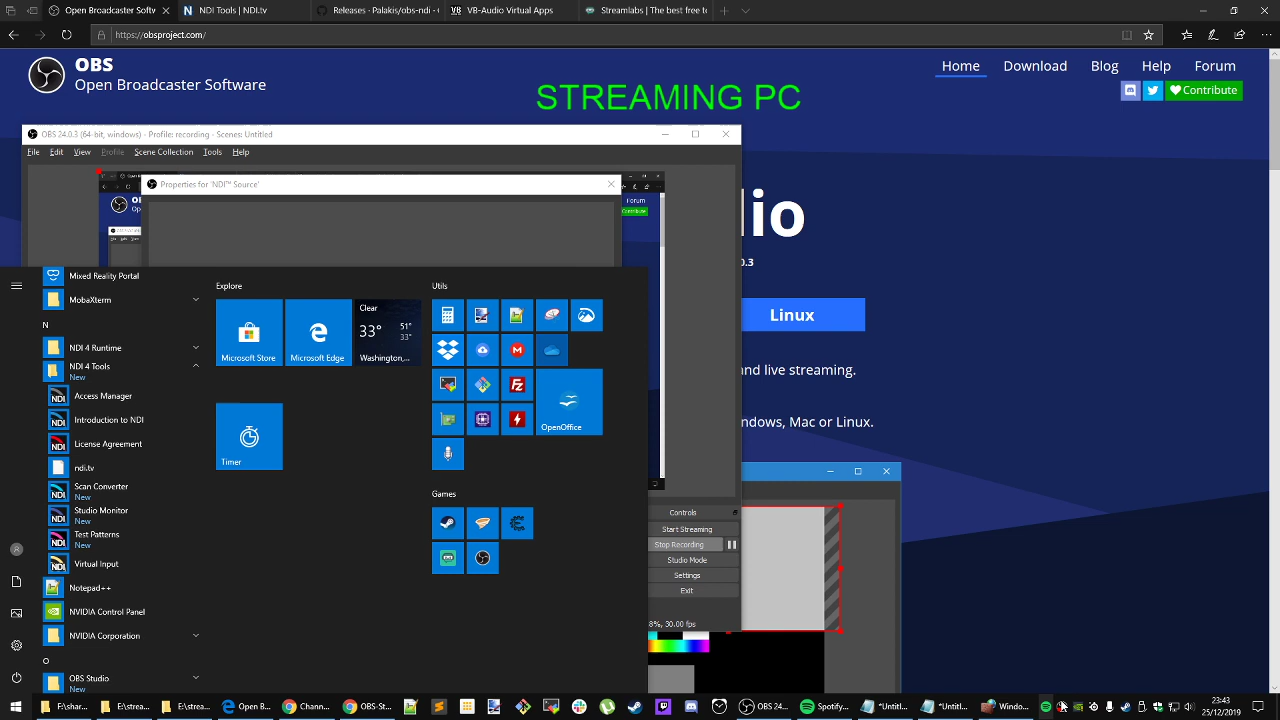 Open Broadcaster Softw
NDI Tools | NDI.tv
Releases · Palakis/obs-ndi ·
VB-Audio Virtual Apps
Streamlabs | The best free t
https://obsproject.com/
OBS
Open Broadcaster Software
Home
Download
Blog
Help
Forum
Contribute
STREAMING PC
OBS 24.0.3 (64-bit, windows) - Profile: recording - Scenes: Untitled
File
Edit
View
Profile
Scene Collection
Tools
Help
Properties for 'NDI™ Source'
Forum
Contribute
dio
0.3
Linux
and live streaming.
ndows, Mac or Linux.
Mixed Reality Portal
MobaXterm
N
NDI 4 Runtime
NDI 4 Tools
New
Access Manager
Introduction to NDI
License Agreement
ndi.tv
Scan Converter
New
Studio Monitor
New
Test Patterns
New
Virtual Input
Notepad++
NVIDIA Control Panel
NVIDIA Corporation
O
OBS Studio
New
Explore
Microsoft Store
Microsoft Edge
Clear
33°
51°
33°
Washington,...
Timer
Utils
OpenOffice
Games
Controls
Start Streaming
Stop Recording
Studio Mode
Settings
Exit
8%, 30.00 fps
E:\shar...
E:\strea...
E:\strea...
Open B...
Chann...
OBS-St...
OBS 24...
Spotify...
*Untitl...
*Untitl...
Windo...
23:43
25/12/2019